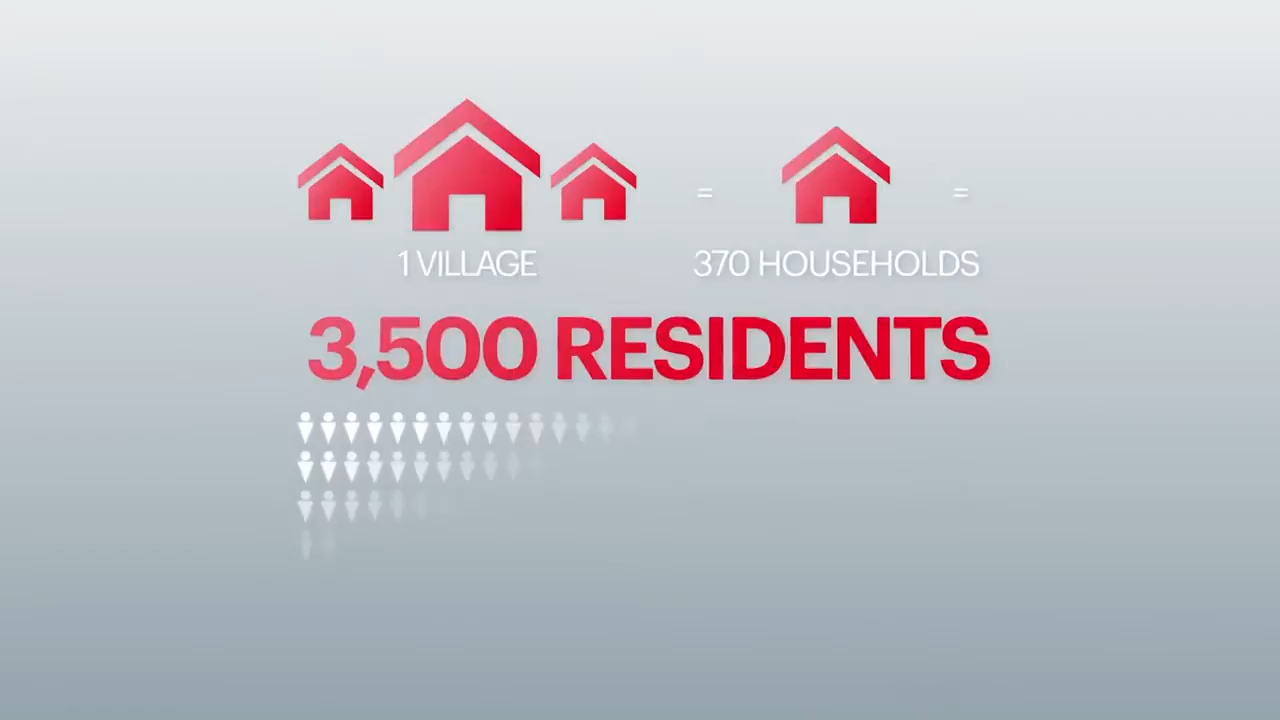 = =
1 VILLAGE 370 HOUSEHOLDS
3,500 RESIDENTS